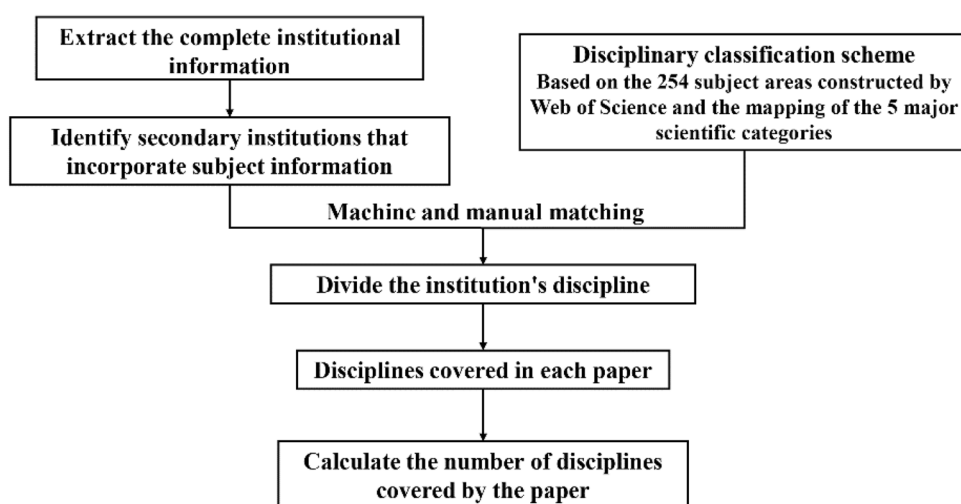 Extract the complete institutional
information
Disciplinary classification scheme
Based on the 254 subject areas constructed by
Web of Science and the mapping of the 5 major
scientific categories
Identify secondary institutions that
incorporate subject information
Machine and manual matching
Divide the institution's discipline
Disciplines covered in each paper
Calculate the number of disciplines
covered by the paper